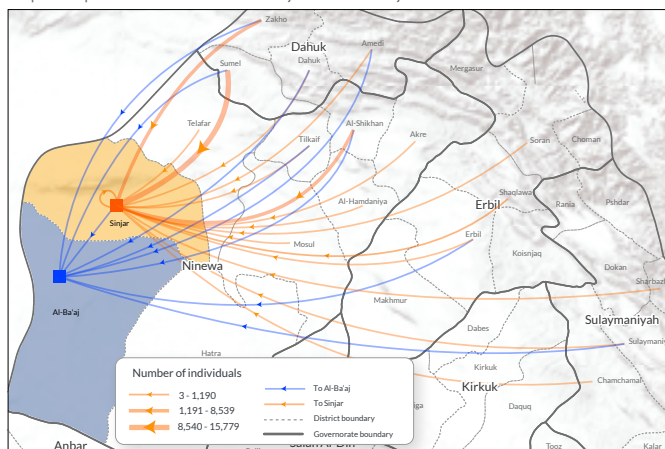 Zakho
Dahuk
Amedi
Sumel
Dahuk
Mergasur
Telafar
Tilkaif
Al-Shikhan
Akre
Soran
Choman
Sinjar
Al-Hamdaniya
Shaqlawa
Erbil
Rania
Pshdar
Mosul
Erbil
Koisnjaq
Ninewa
Dokan
Al-Ba'aj
Makhmur
Sulaymaniyah
Dabes
Hatra
Kirkuk
Kirkuk
Chamchamal
Daquq
Anbar
Tooz
Kalar
Number of individuals
3 - 1,190
1,191 - 8,539
8,540 - 15,779
To Al-Ba'aj
To Sinjar
District boundary
Governorate boundary